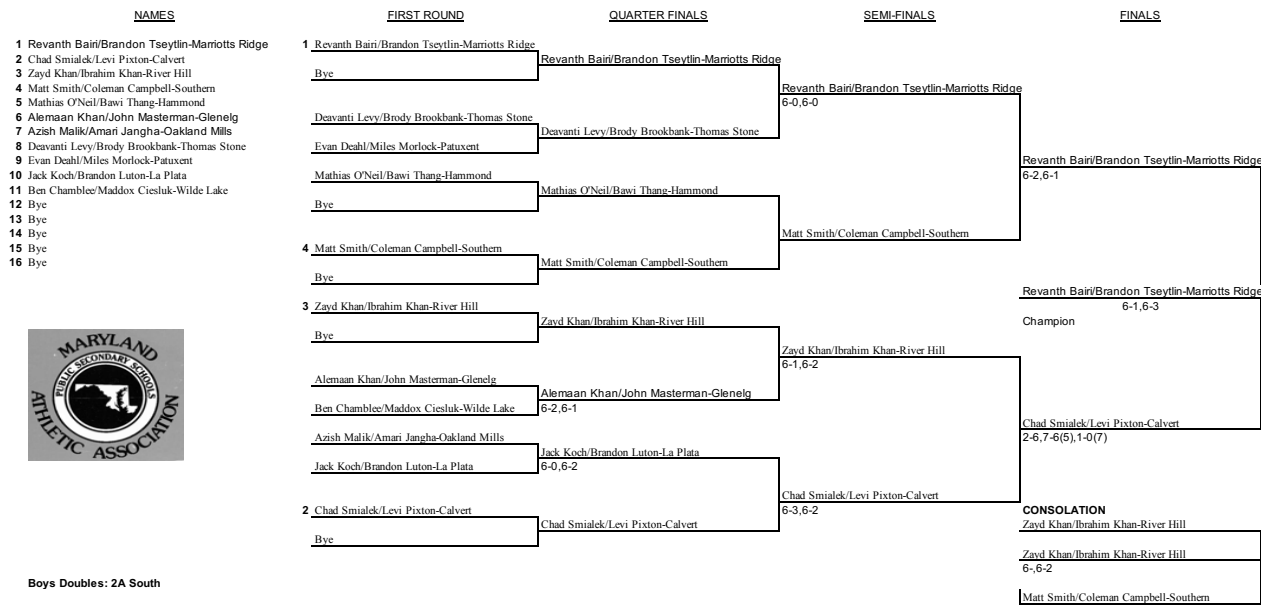 NAMES
FIRST ROUND
QUARTER FINALS
SEMI-FINALS
FINALS
1 Revanth Bairi/Brandon Tseytlin-Marriotts Ridge
2 Chad Smialek/Levi Pixton-Calvert
3 Zayd Khan/Ibrahim Khan-River Hill
4 Matt Smith/Coleman Campbell-Southern
5 Mathias O'Neil/Bawi Thang-Hammond
6 Alemaan Khan/John Masterman-Glenelg
7 Azish Malik/Amari Jangha-Oakland Mills
8 Deavanti Levy/Brody Brookbank-Thomas Stone
9 Evan Deahl/Miles Morlock-Patuxent
10 Jack Koch/Brandon Luton-La Plata
11 Ben Chamblee/Maddox Ciesluk-Wilde Lake
12 Bye
13 Bye
14 Bye
15 Bye
16 Bye
MARYLAND
PUBLIC SECONDARY SCHOOLS
ATHLETIC ASSOCIATION
Boys Doubles: 2A South
1 Revanth Bairi/Brandon Tseytlin-Marriotts Ridge
Bye
Deavanti Levy/Brody Brookbank-Thomas Stone
Evan Deahl/Miles Morlock-Patuxent
Mathias O'Neil/Bawi Thang-Hammond
Bye
4 Matt Smith/Coleman Campbell-Southern
Bye
3 Zayd Khan/Ibrahim Khan-River Hill
Bye
Alemaan Khan/John Masterman-Glenelg
Ben Chamblee/Maddox Ciesluk-Wilde Lake
Azish Malik/Amari Jangha-Oakland Mills
Jack Koch/Brandon Luton-La Plata
2 Chad Smialek/Levi Pixton-Calvert
Bye
Revanth Bairi/Brandon Tseytlin-Marriotts Ridge
Deavanti Levy/Brody Brookbank-Thomas Stone
Mathias O'Neil/Bawi Thang-Hammond
Matt Smith/Coleman Campbell-Southern
Zayd Khan/Ibrahim Khan-River Hill
Alemaan Khan/John Masterman-Glenelg
6-2,6-1
Jack Koch/Brandon Luton-La Plata
6-0,6-2
Chad Smialek/Levi Pixton-Calvert
Revanth Bairi/Brandon Tseytlin-Marriotts Ridge
6-0,6-0
Matt Smith/Coleman Campbell-Southern
Zayd Khan/Ibrahim Khan-River Hill
6-1,6-2
Chad Smialek/Levi Pixton-Calvert
6-3,6-2
Revanth Bairi/Brandon Tseytlin-Marriotts Ridge
6-2,6-1
Revanth Bairi/Brandon Tseytlin-Marriotts Ridge
6-1,6-3
Champion
Chad Smialek/Levi Pixton-Calvert
2-6,7-6(5),1-0(7)
CONSOLATION
Zayd Khan/Ibrahim Khan-River Hill
Zayd Khan/Ibrahim Khan-River Hill
6-,6-2
Matt Smith/Coleman Campbell-Southern